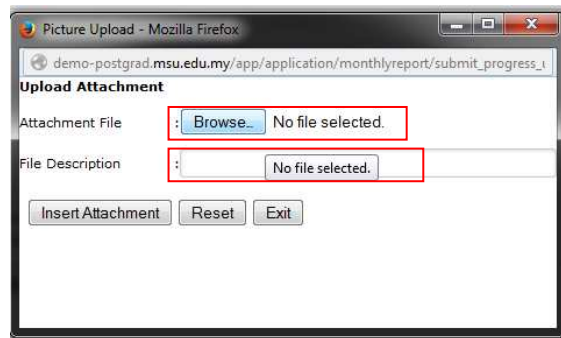 Picture Upload - Mozilla Firefox
demo-postgrad.msu.edu.my/app/application/monthlyreport/submit_progress_
Upload Attachment
Attachment File : Browse_ No file selected.
File Description :
No file selected.
Insert Attachment Reset Exit